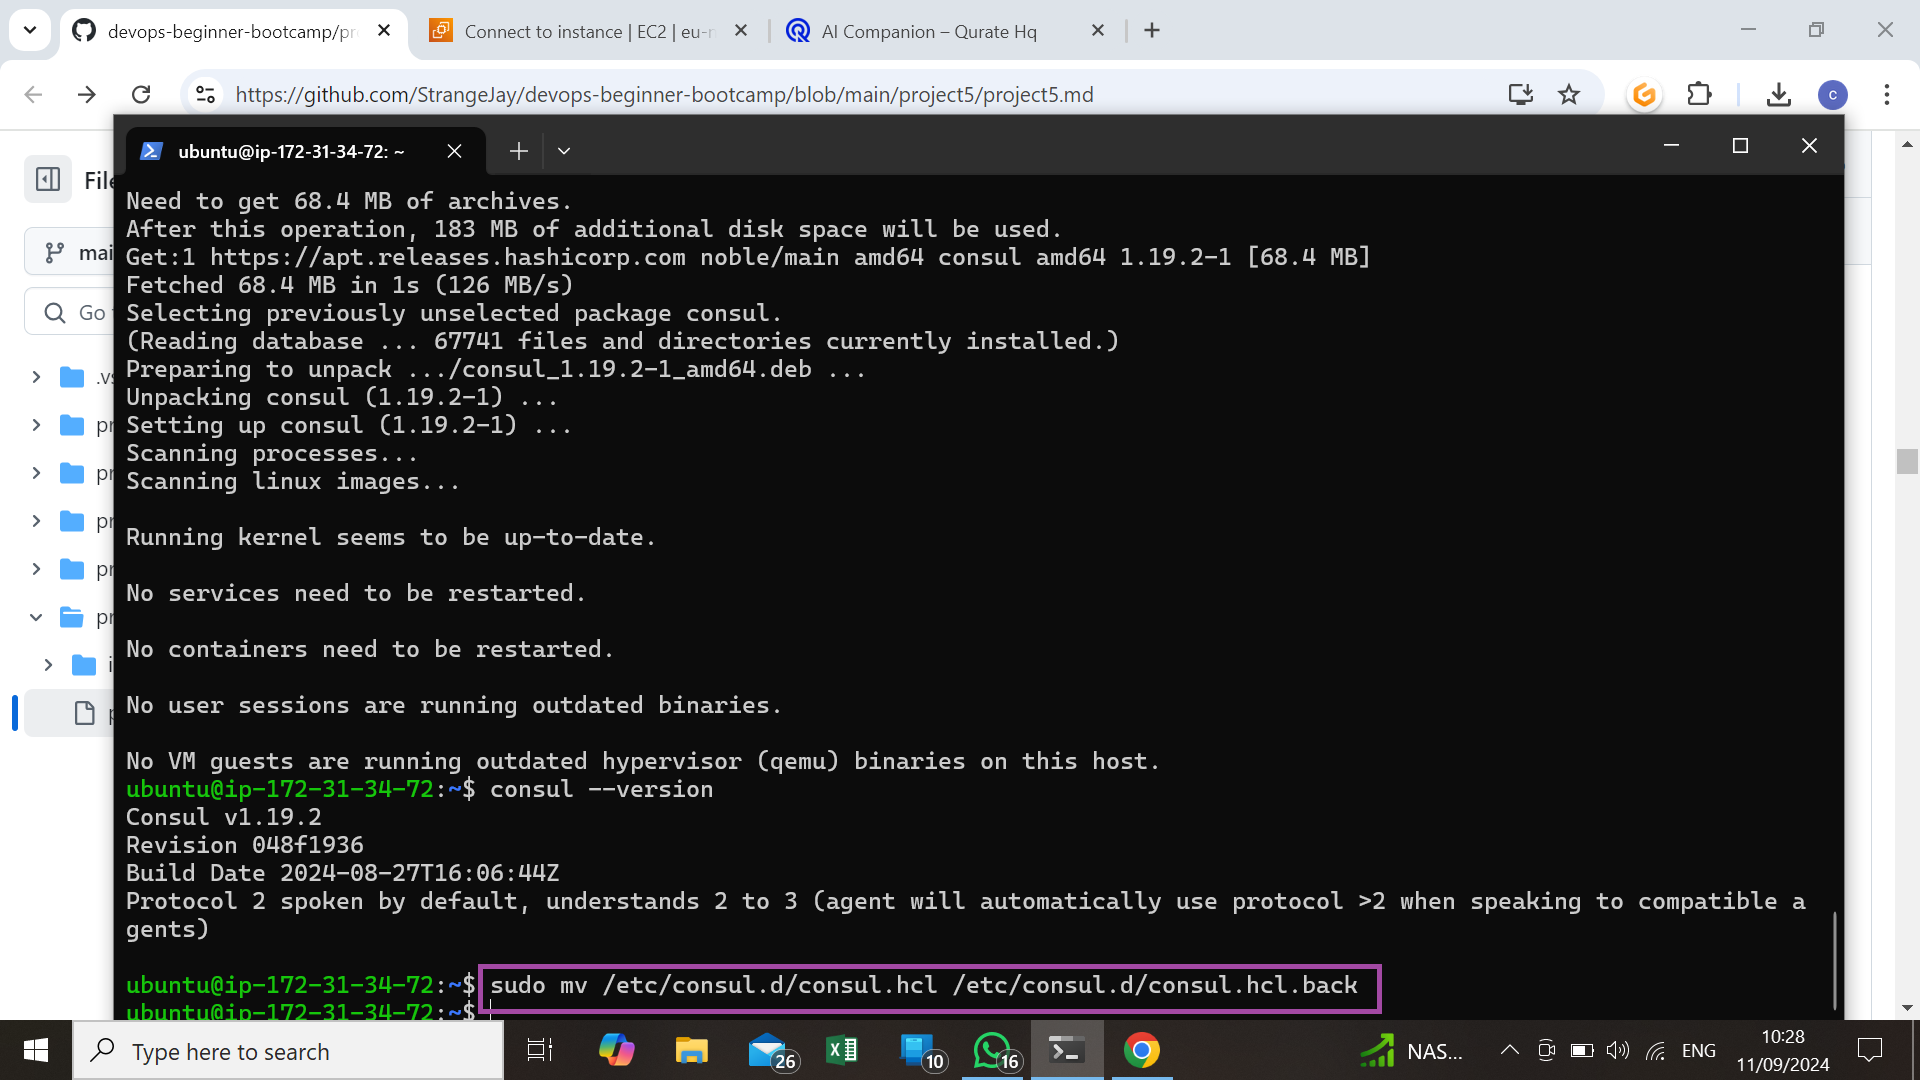 devops-beginner-bootcamp/pr
Connect to instance | EC2 | eu-n
AI Companion – Qurate Hq
https://github.com/StrangeJay/devops-beginner-bootcamp/blob/main/project5/project5.md
c
ubuntu@ip-172-31-34-72: ~
File
mai
Go t
.vs
pr
pr
pr
pr
pr
i
p
Need to get 68.4 MB of archives.
After this operation, 183 MB of additional disk space will be used.
Get:1 https://apt.releases.hashicorp.com noble/main amd64 consul amd64 1.19.2-1 [68.4 MB]
Fetched 68.4 MB in 1s (126 MB/s)
Selecting previously unselected package consul.
(Reading database ... 67741 files and directories currently installed.)
Preparing to unpack .../consul_1.19.2-1_amd64.deb ...
Unpacking consul (1.19.2-1) ...
Setting up consul (1.19.2-1) ...
Scanning processes...
Scanning linux images...
Running kernel seems to be up-to-date.
No services need to be restarted.
No containers need to be restarted.
No user sessions are running outdated binaries.
No VM guests are running outdated hypervisor (qemu) binaries on this host.
ubuntu@ip-172-31-34-72:~$ consul --version
Consul v1.19.2
Revision 048f1936
Build Date 2024-08-27T16:06:44Z
Protocol 2 spoken by default, understands 2 to 3 (agent will automatically use protocol >2 when speaking to compatible a
gents)
ubuntu@ip-172-31-34-72:~$ sudo mv /etc/consul.d/consul.hcl /etc/consul.d/consul.hcl.back
ubuntu@ip-172-31-34-72:~$
Type here to search
26
10
16
NAS...
ENG
10:28
11/09/2024